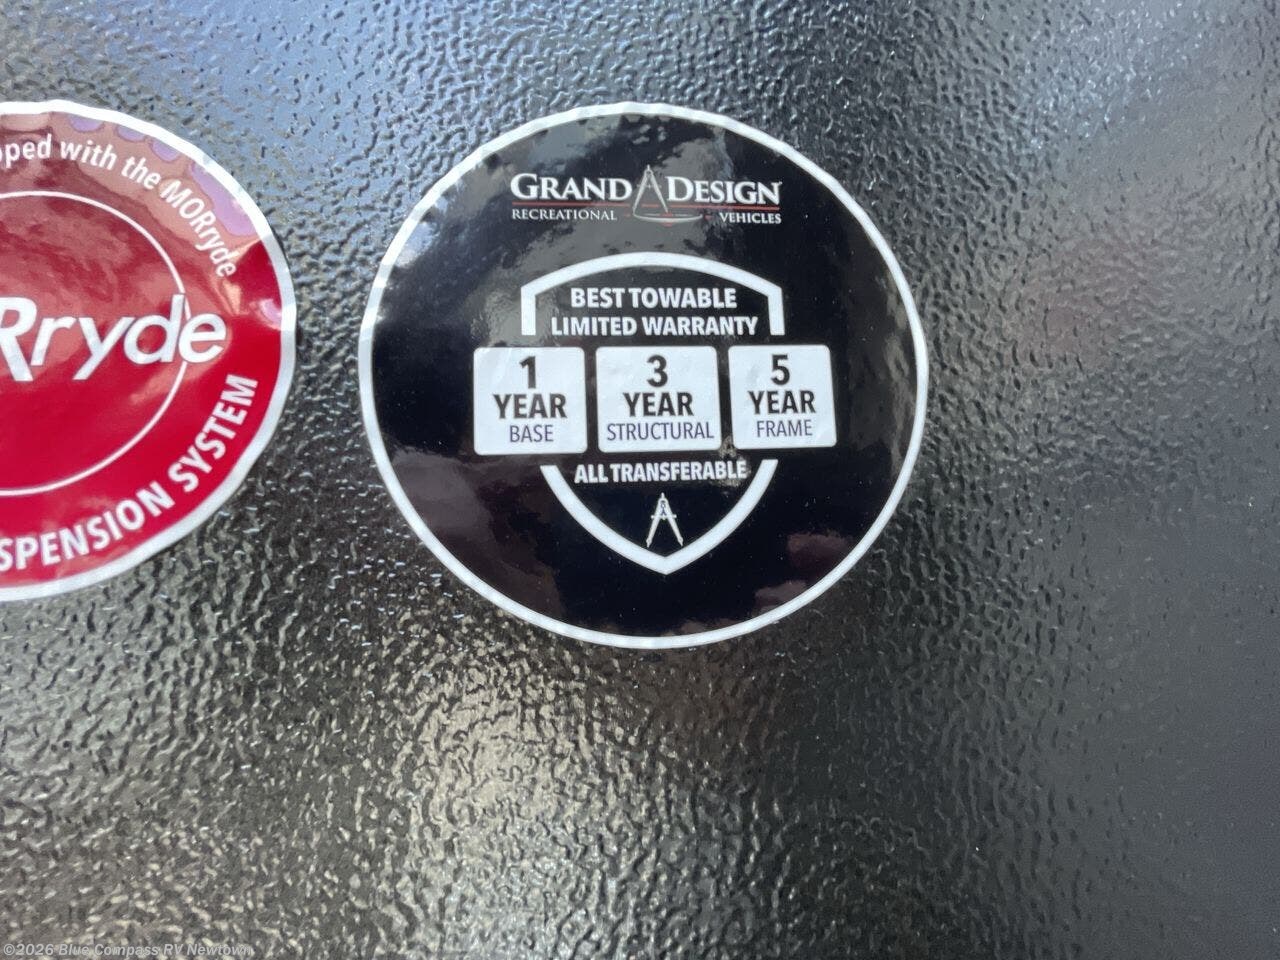 pped with the MORryde
Rryde
SPENSION SYSTEM
GRAND DESIGN
RECREATIONAL VEHICLES
BEST TOWABLE
LIMITED WARRANTY
1
YEAR
BASE
3
YEAR
STRUCTURAL
5
YEAR
FRAME
ALL TRANSFERABLE
©2026 Blue Compass RV Newtown